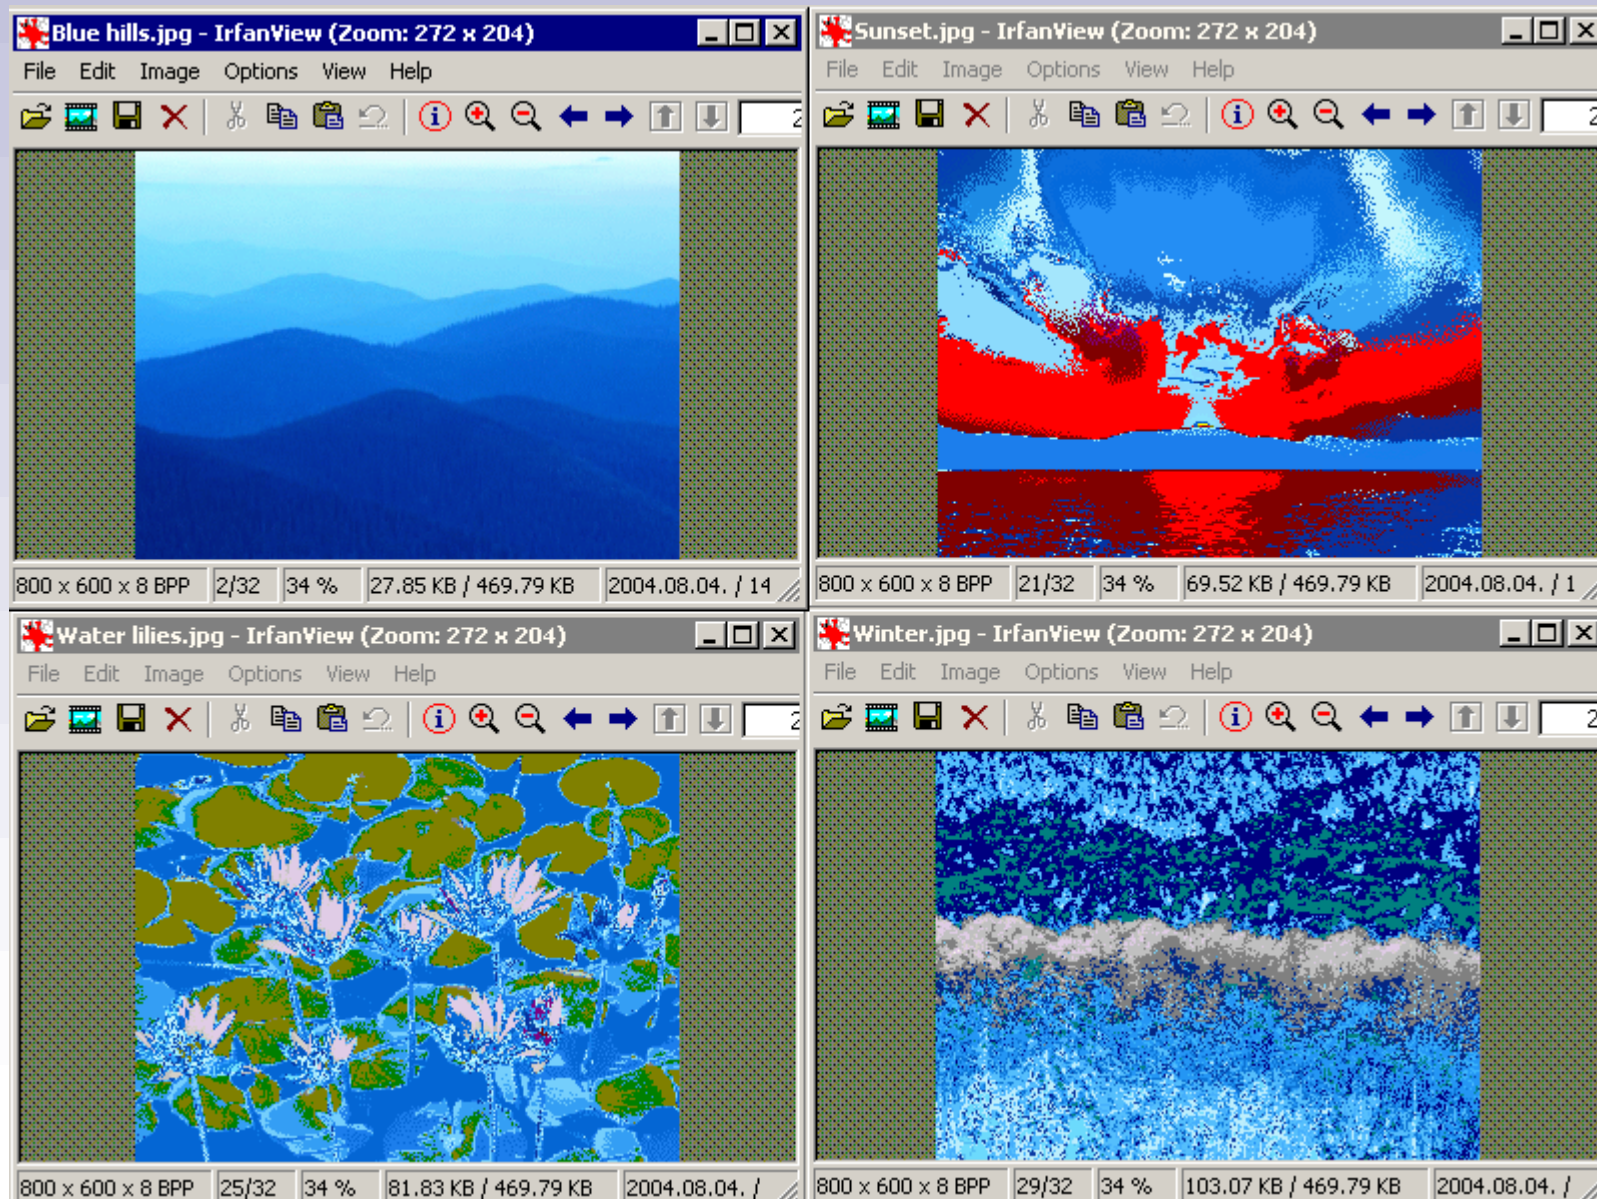 Blue hills.jpg - IrfanView (Zoom: 272 x 204)
File Edit Image Options View Help
2
800 x 600 x 8 BPP 2/32 34 % 27.85 KB / 469.79 KB 2004.08.04. / 14
Sunset.jpg - IrfanView (Zoom: 272 x 204)
File Edit Image Options View Help
2
800 x 600 x 8 BPP 21/32 34 % 69.52 KB / 469.79 KB 2004.08.04. / 1
Water lilies.jpg - IrfanView (Zoom: 272 x 204)
File Edit Image Options View Help
2
800 x 600 x 8 BPP 25/32 34 % 81.83 KB / 469.79 KB 2004.08.04. /
Winter.jpg - IrfanView (Zoom: 272 x 204)
File Edit Image Options View Help
2
800 x 600 x 8 BPP 29/32 34 % 103.07 KB / 469.79 KB 2004.08.04. /